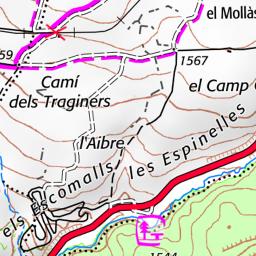 el Mollàs
59
1567
Camí
dels Traginers
el Camp
l'Aibre
els Escomalls
les Espinelles
1544